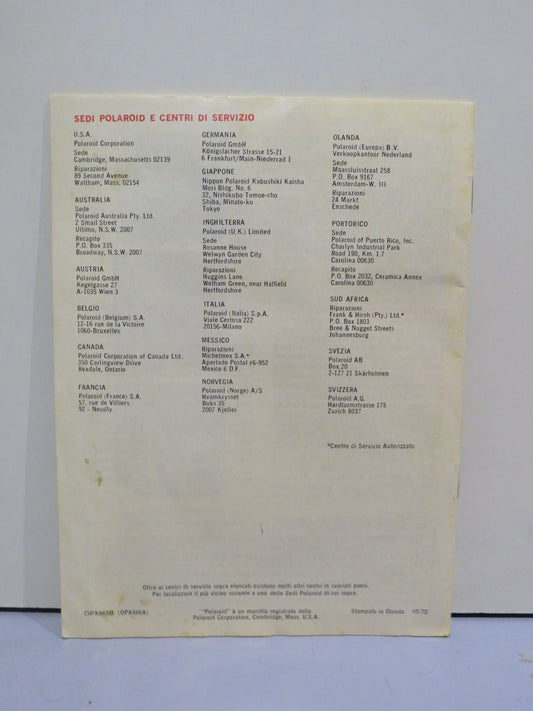 SEDI POLAROID E CENTRI DI SERVIZIO
U.S.A.
Polaroid Corporation
Sede
Cambridge, Massachusetts 02139
Riparazioni
89 Second Avenue
Waltham, Mass. 02154
AUSTRALIA
Sede
Polaroid Australia Pty. Ltd.
2 Smail Street
Ultimo, N.S.W. 2007
Recapito
P.O. Box 335
Broadway, N.S.W. 2007
AUSTRIA
Polaroid GmbH
Kegelgasse 27
A-1035 Wien 3
BELGIO
Polaroid (Belgium) S.A.
12-16 rue de la Victoire
1060-Bruxelles
CANADA
Polaroid Corporation of Canada Ltd.
350 Carlingview Drive
Rexdale, Ontario
FRANCIA
Polaroid (France) S.A.
57, rue de Villiers
92 - Neuilly
GERMANIA
Polaroid GmbH
Königslacher Strasse 15-21
6 Frankfurt/Main-Niederrad 1
GIAPPONE
Nippon Polaroid Kabushiki Kaisha
Mori Bldg. No. 6
32, Nishikubo Tomoe-cho
Shiba, Minato-ku
Tokyo
INGHILTERRA
Polaroid (U.K.) Limited
Sede
Rosanne House
Welwyn Garden City
Hertfordshire
Riparazioni
Huggins Lane
Welham Green, near Hatfield
Hertfordshire
ITALIA
Polaroid (Italia) S.p.A.
Viale Certosa 222
20156-Milano
MESSICO
Riparazioni
Michelmex S.A.*
Apartado Postal #6-952
Mexico 6 D.F.
NORVEGIA
Polaroid (Norge) A/S
Hvamkrysset
Boks 35
2007 Kjeller
OLANDA
Polaroid (Europa) B.V.
Verkoopkantoor Nederland
Sede
Maassluisstraat 258
P.O. Box 9167
Amsterdam-W. III
Riparazioni
24 Markt
Enschede
PORTORICO
Sede
Polaroid of Puerto Rico, Inc.
Charlyn Industrial Park
Road 190, Km. 1.7
Carolina 00630
Recapito
P.O. Box 2032, Ceramica Annex
Carolina 00630
SUD AFRICA
Riparazioni
Frank & Hirsh (Pty.) Ltd.*
P.O. Box 1803
Bree & Nugget Streets
Johannesburg
SVEZIA
Polaroid AB
Box 20
S-127 21 Skärholmen
SVIZZERA
Polaroid A.G.
Hardturmstrasse 175
Zurich 8037
*Centro di Servizio Autorizzato
Oltre ai centri di servizio sopra elencati esistono molti altri centri in svariati paesi.
Per localizzare il più vicino scrivete a una delle Sedi Polaroid di cui sopra.
OPX663B (OPX666A)
"Polaroid" è un marchio registrato della
Polaroid Corporation, Cambridge, Mass. U.S.A.
Stampato in Olanda 10/72